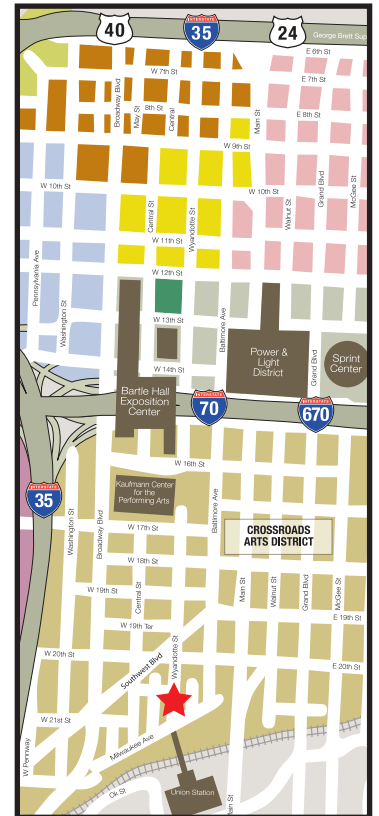 40
INTERSTATE
35
24
George Brett Sup
E 6th St
W 7th St
E 7th St
Broadway Blvd
May St
8th St
Central
E 8th St
Main St
W 9th St
W 10th St
W 10th St
Walnut St
Grand Blvd
McGee St
Central St
Wyandotte St
W 11th St
Pennsylvania Ave
W 12th St
Washington St
W 13th St
Baltimore Ave
Power &
Light
District
Grand Blvd
Sprint
Center
W 14th St
Bartle Hall
Exposition
Center
INTERSTATE
70
INTERSTATE
670
W 16th St
INTERSTATE
35
Kaufmann Center
for the
Performing Arts
Baltimore Ave
Washington St
Broadway Blvd
W 17th St
CROSSROADS
ARTS DISTRICT
W 18th St
W 19th St
Central St
Main St
Walnut St
Grand Blvd
McGee St
E 19th St
W 19th Ter
Wyandotte St
W 20th St
Southwest Blvd
E 20th St
W 21st St
W Pennway
Milwaukee Ave
Ok St
Union Station
ain St